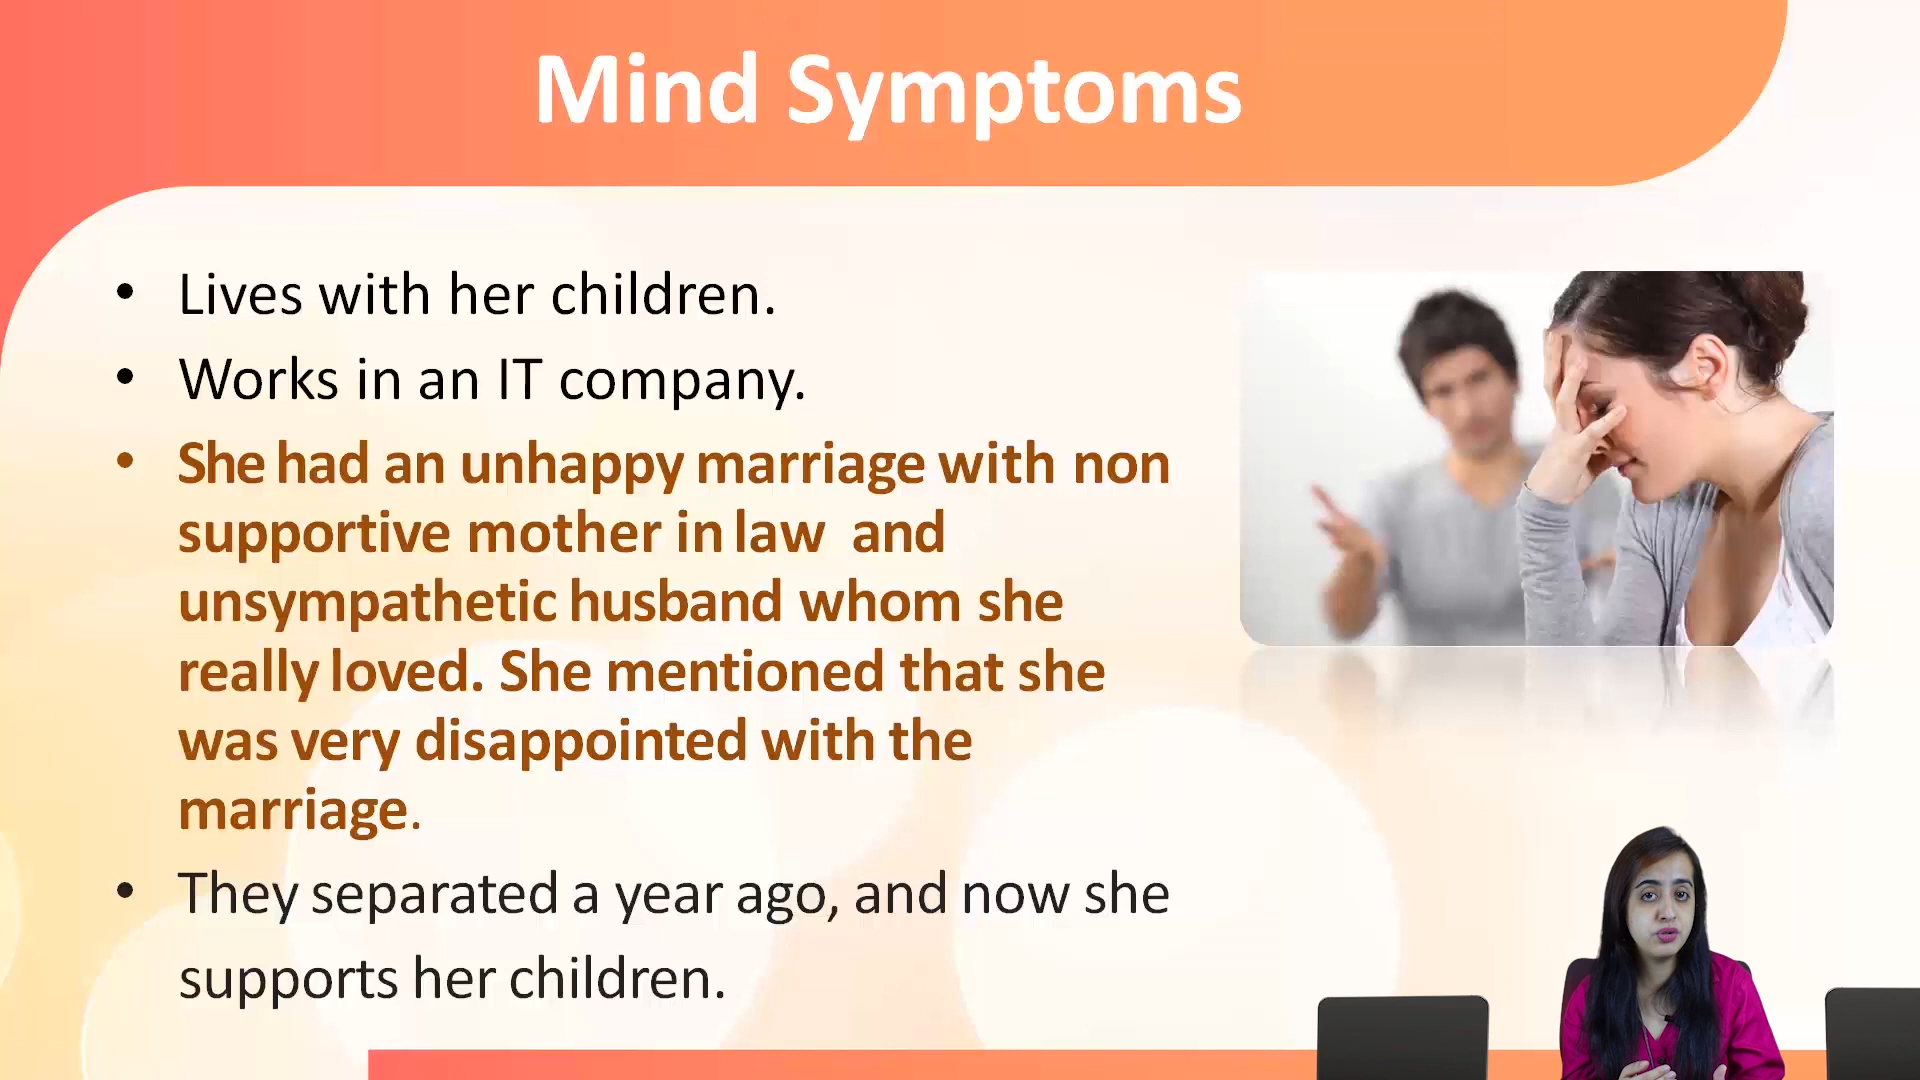 Mind Symptoms
• Lives with her children.
• Works in an IT company.
• She had an unhappy marriage with non
supportive mother in law and
unsympathetic husband whom she
really loved. She mentioned that she
was very disappointed with the
marriage.
• They separated a year ago, and now she
supports her children.